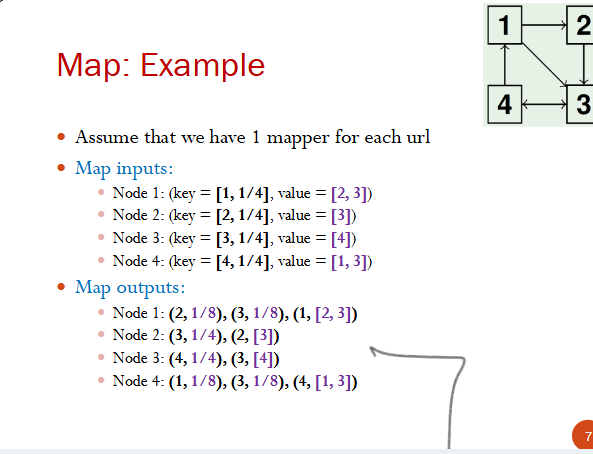 Map: Example
1 2
4 3
• Assume that we have 1 mapper for each url
• Map inputs:
• Node 1: (key = [1, 1/4], value = [2, 3])
• Node 2: (key = [2, 1/4], value = [3])
• Node 3: (key = [3, 1/4], value = [4])
• Node 4: (key = [4, 1/4], value = [1, 3])
• Map outputs:
• Node 1: (2, 1/8), (3, 1/8), (1, [2, 3])
• Node 2: (3, 1/4), (2, [3])
• Node 3: (4, 1/4), (3, [4])
• Node 4: (1, 1/8), (3, 1/8), (4, [1, 3])
7